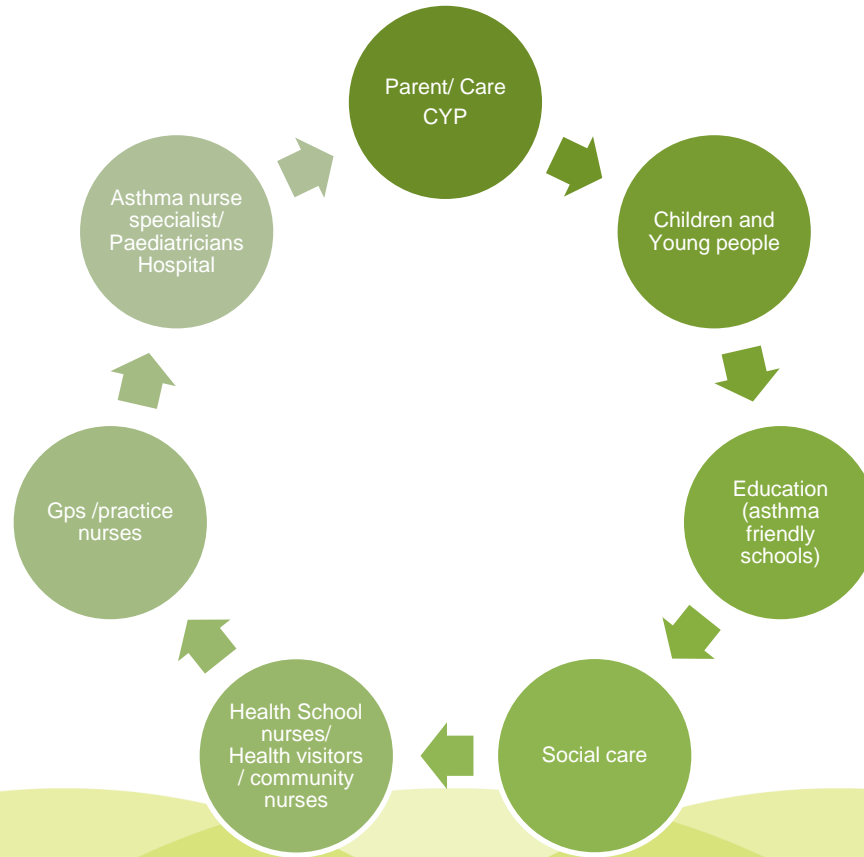 Parent/ Care
CYP
Children and
Young people
Education
(asthma
friendly
schools)
Social care
Health School
nurses/
Health visitors
/ community
nurses
Gps /practice
nurses
Asthma nurse
specialist/
Paediatricians
Hospital